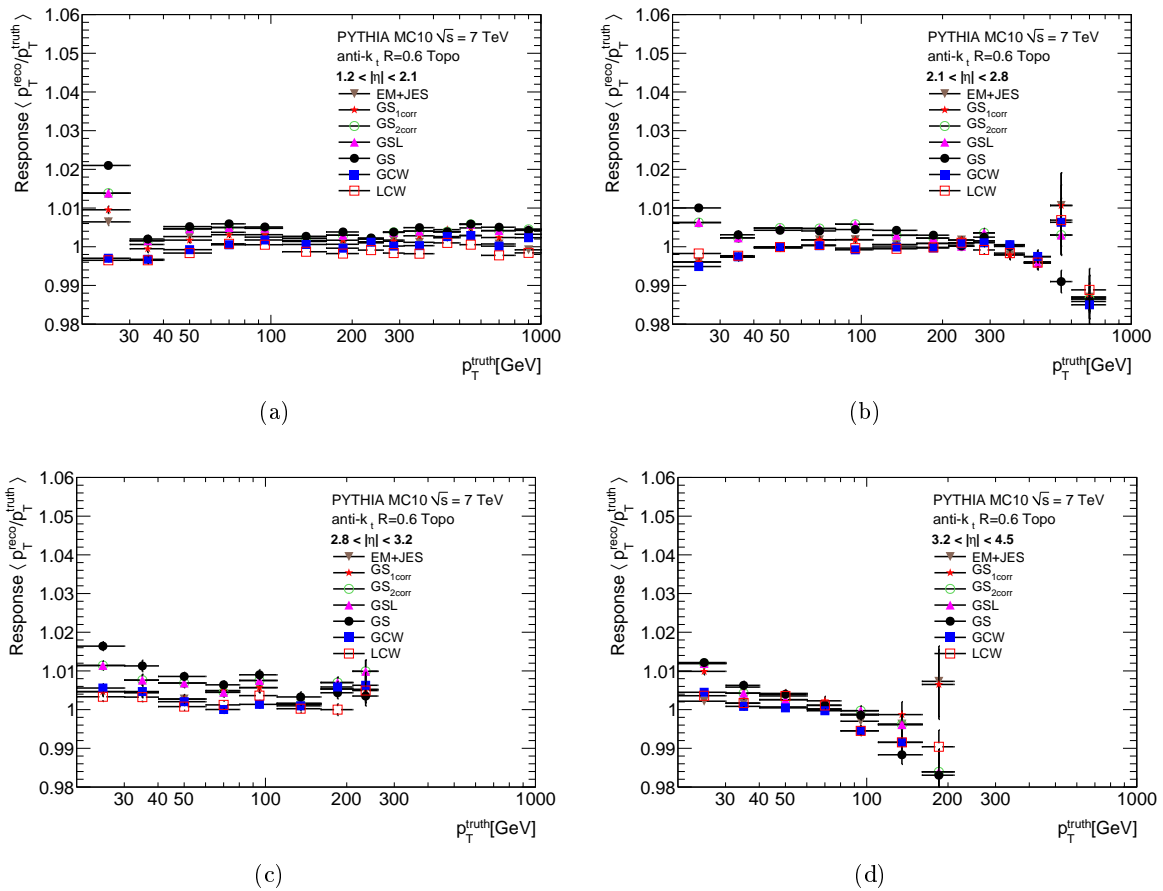 PYTHIA MC10 √s = 7 TeV
anti-k_t R=0.6 Topo
1.2 < |η| < 2.1
EM+JES
GS_1corr
GS_2corr
GSL
GS
GCW
LCW
Response ⟨ p_T^reco/p_T^truth ⟩
1.06
1.05
1.04
1.03
1.02
1.01
1
0.99
0.98
30 40 50 100 200 300 1000
p_T^truth[GeV]
(a)
PYTHIA MC10 √s = 7 TeV
anti-k_t R=0.6 Topo
2.1 < |η| < 2.8
EM+JES
GS_1corr
GS_2corr
GSL
GS
GCW
LCW
Response ⟨ p_T^reco/p_T^truth ⟩
1.06
1.05
1.04
1.03
1.02
1.01
1
0.99
0.98
30 40 50 100 200 300 1000
p_T^truth[GeV]
(b)
PYTHIA MC10 √s = 7 TeV
anti-k_t R=0.6 Topo
2.8 < |η| < 3.2
EM+JES
GS_1corr
GS_2corr
GSL
GS
GCW
LCW
Response ⟨ p_T^reco/p_T^truth ⟩
1.06
1.05
1.04
1.03
1.02
1.01
1
0.99
0.98
30 40 50 100 200 300 1000
p_T^truth[GeV]
(c)
PYTHIA MC10 √s = 7 TeV
anti-k_t R=0.6 Topo
3.2 < |η| < 4.5
EM+JES
GS_1corr
GS_2corr
GSL
GS
GCW
LCW
Response ⟨ p_T^reco/p_T^truth ⟩
1.06
1.05
1.04
1.03
1.02
1.01
1
0.99
0.98
30 40 50 100 200 300 1000
p_T^truth[GeV]
(d)